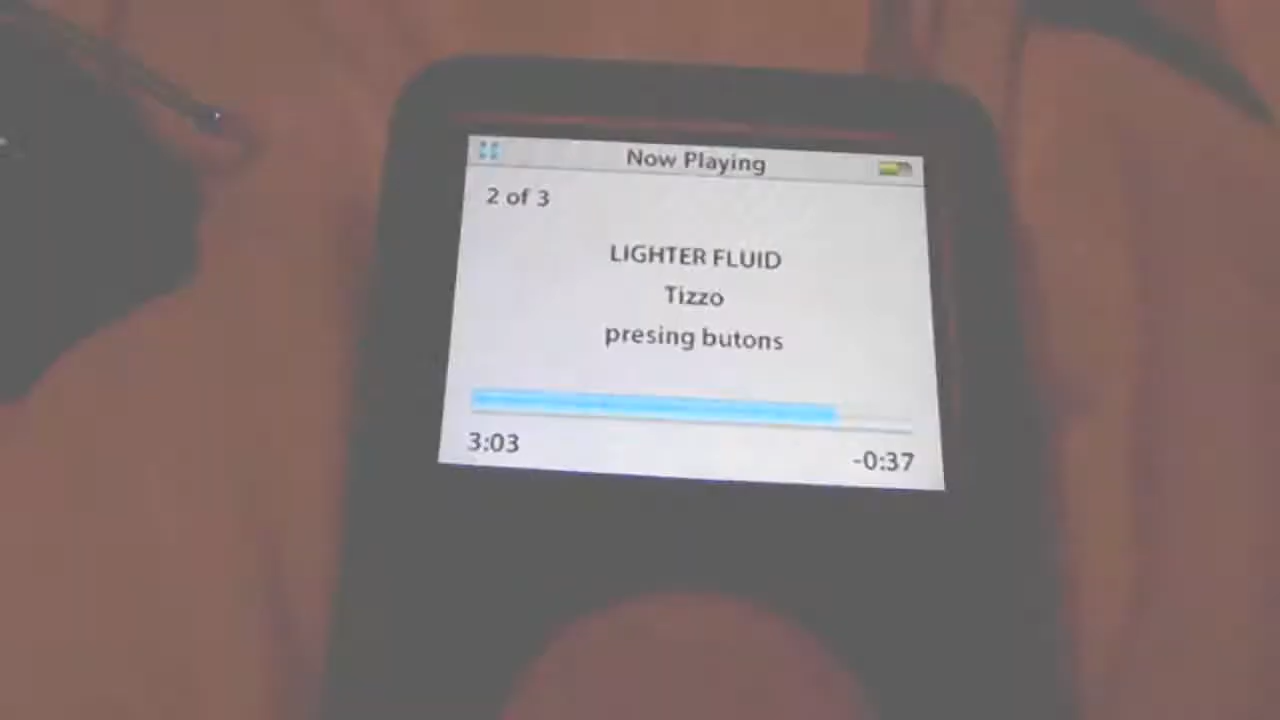 Now Playing
2 of 3
LIGHTER FLUID
Tizzo
presing butons
3:03
-0:37